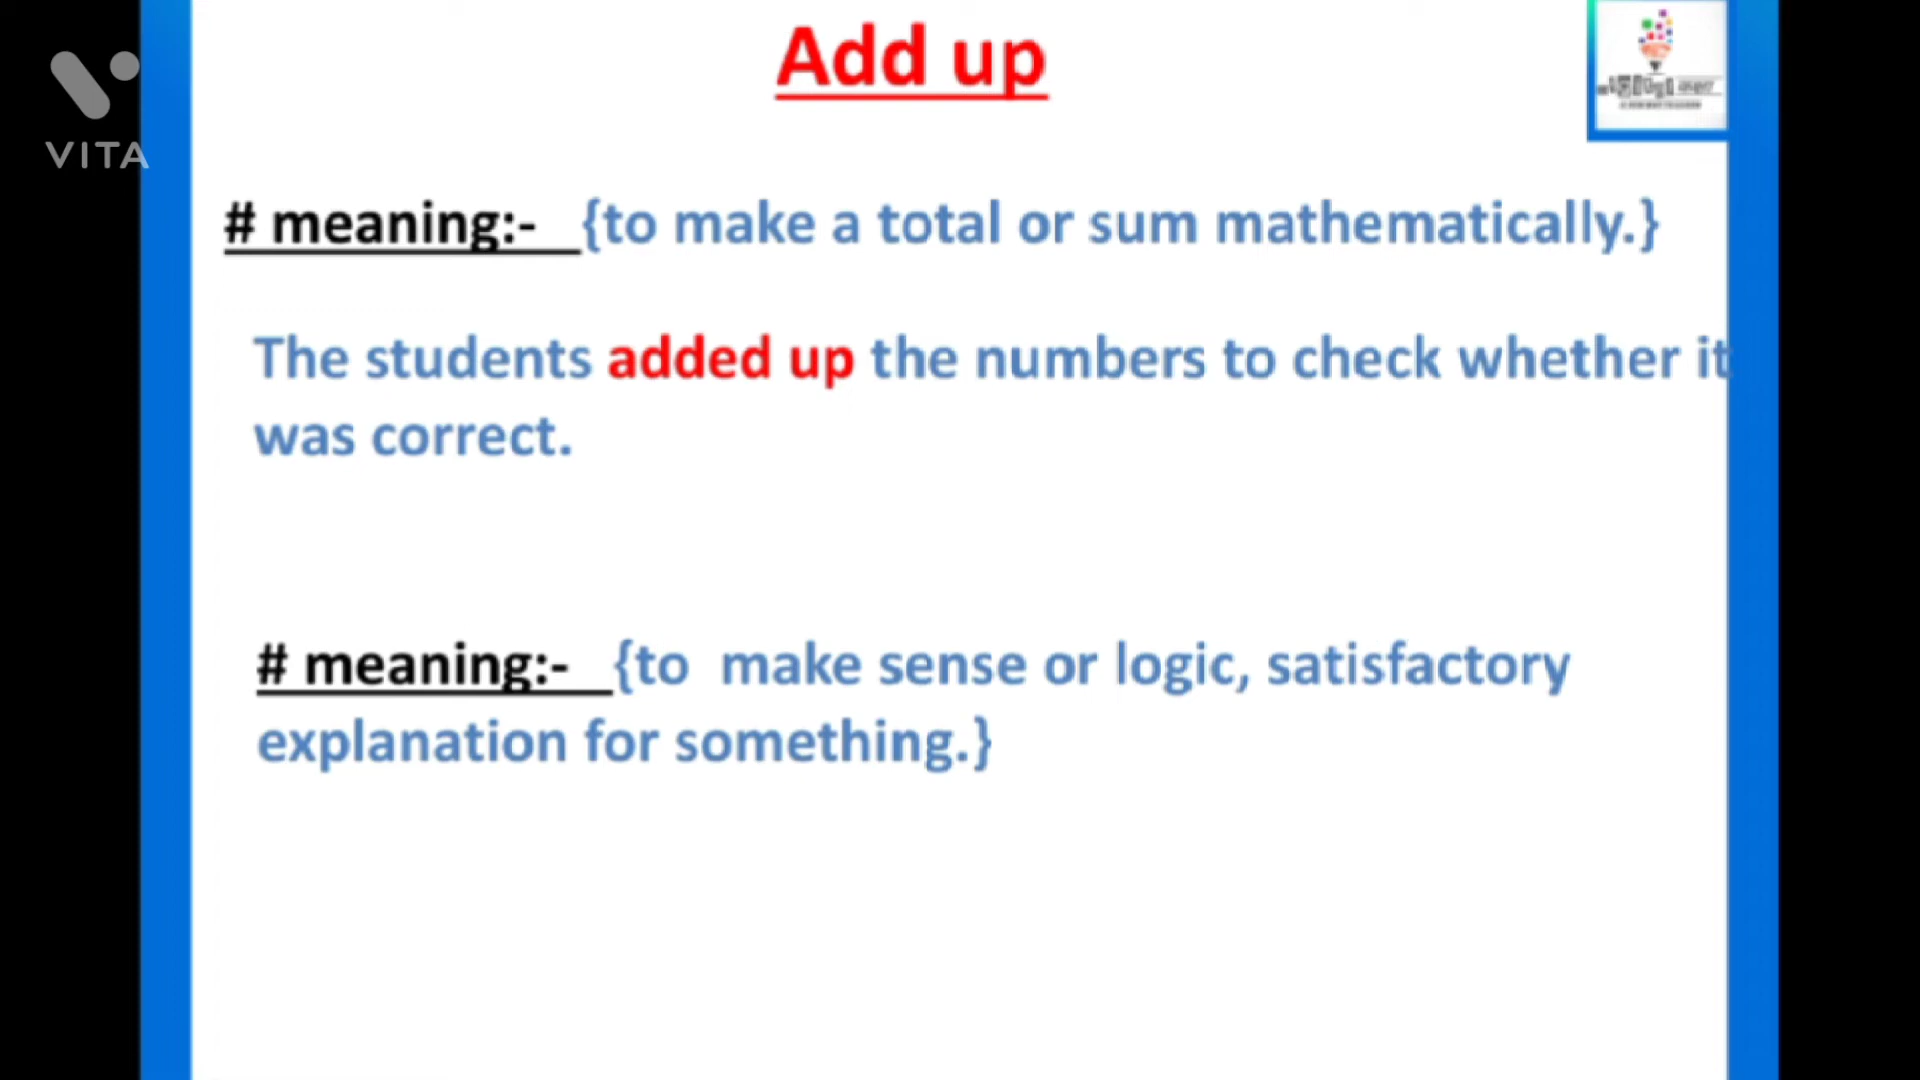 Add up
VITA
# meaning:- {to make a total or sum mathematically.}
The students added up the numbers to check whether it
was correct.
# meaning:- {to make sense or logic, satisfactory
explanation for something.}